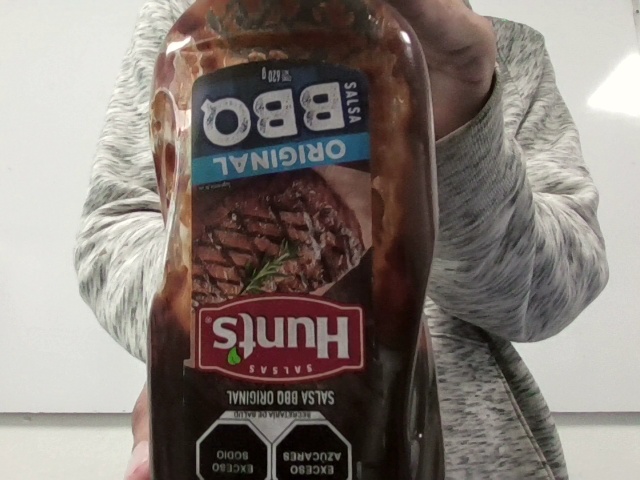 EXCESO AZÚCARES
EXCESO SODIO
SECRETARÍA DE SALUD
SALSA BBQ ORIGINAL
SALSAS
Hunt's®
ORIGINAL
SALSA
BBQ
620 g